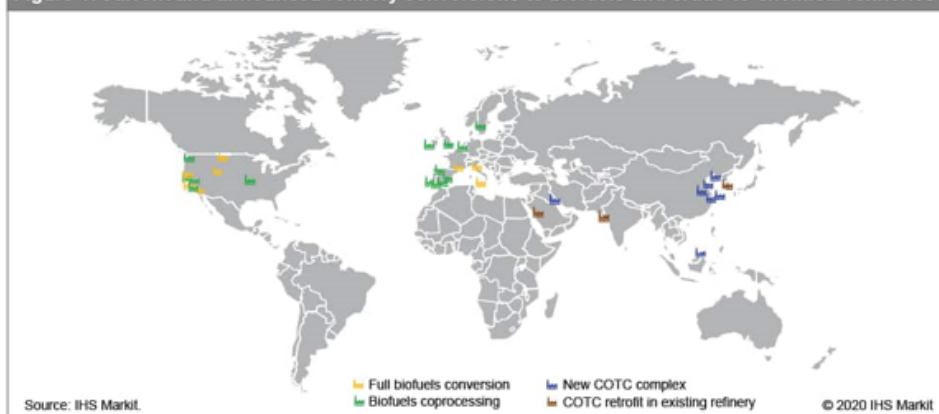 Full biofuels conversion
Biofuels coprocessing
New COTC complex
COTC retrofit in existing refinery
Source: IHS Markit.
© 2020 IHS Markit